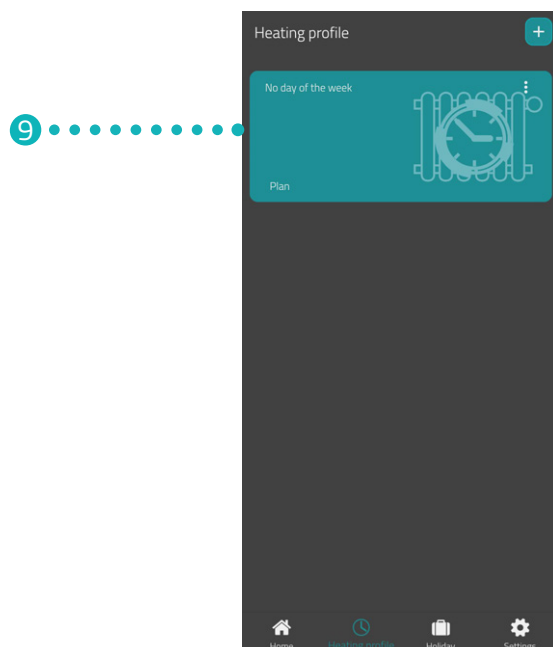 Heating profile
+
No day of the week
9
Plan
Home Heating profile Holiday Settings